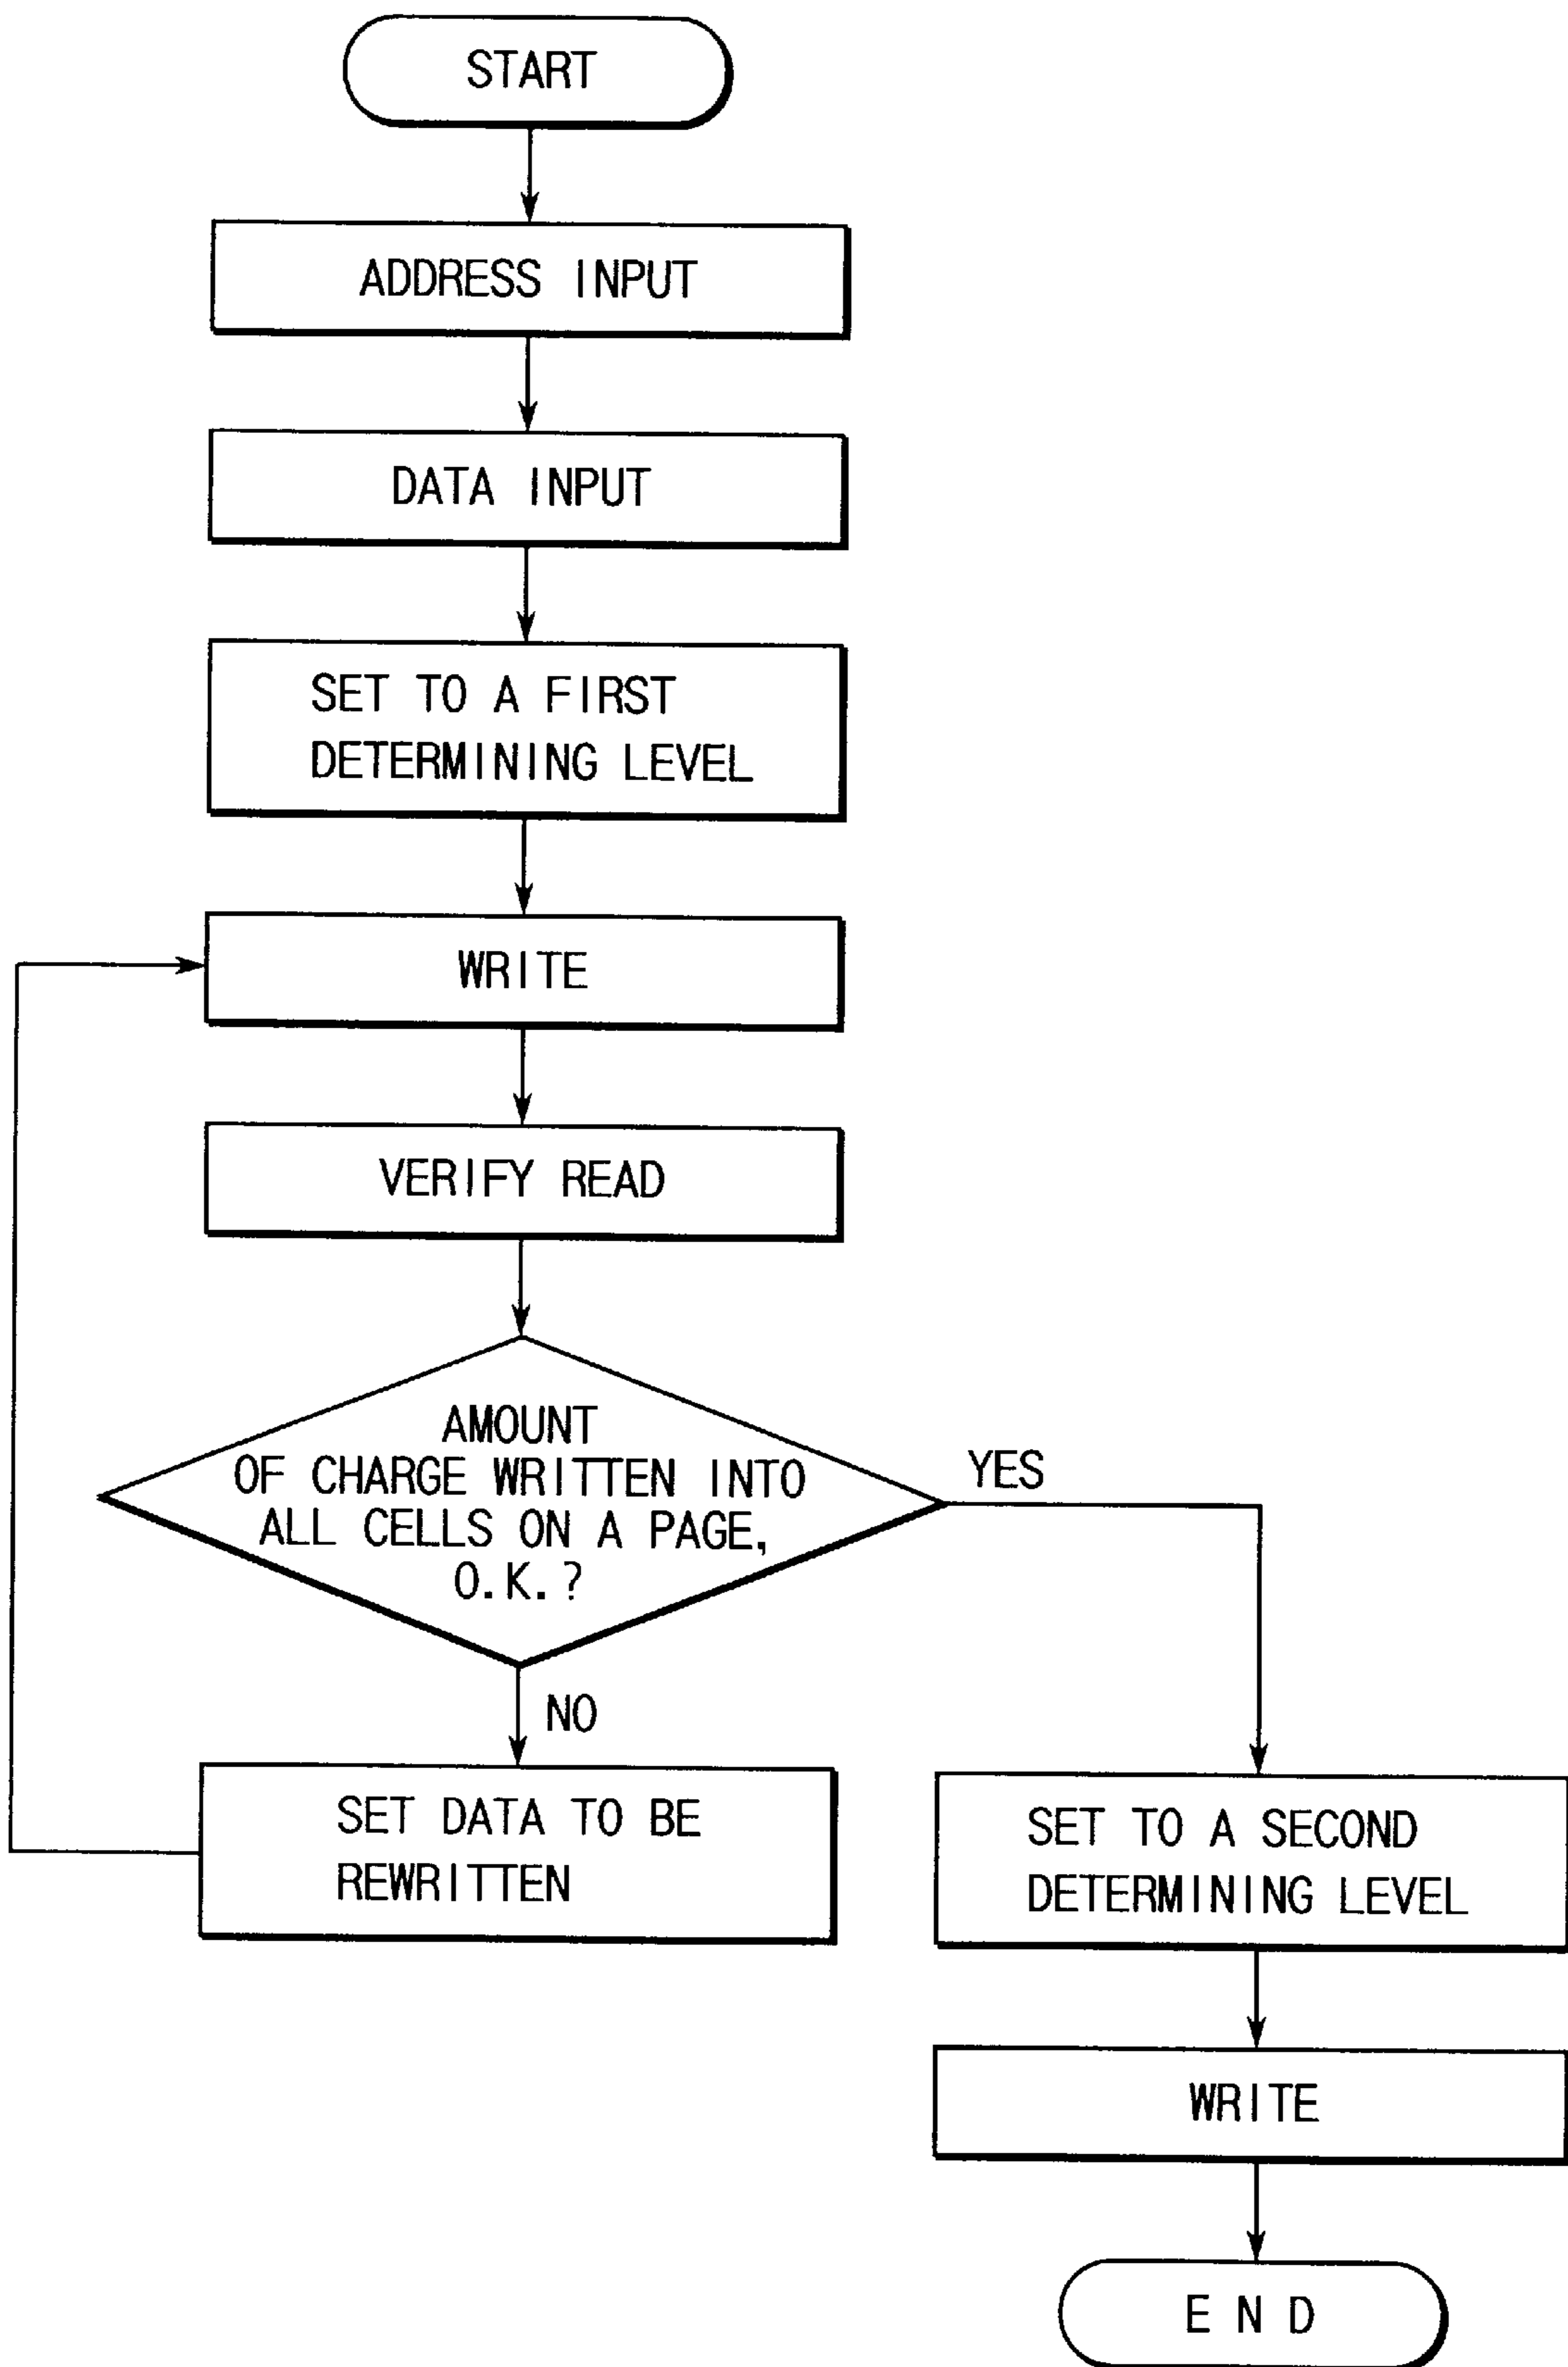 START
ADDRESS INPUT
DATA INPUT
SET TO A FIRST
DETERMINING LEVEL
WRITE
VERIFY READ
AMOUNT
OF CHARGE WRITTEN INTO
ALL CELLS ON A PAGE,
O.K.?
YES
NO
SET DATA TO BE
REWRITTEN
SET TO A SECOND
DETERMINING LEVEL
WRITE
END